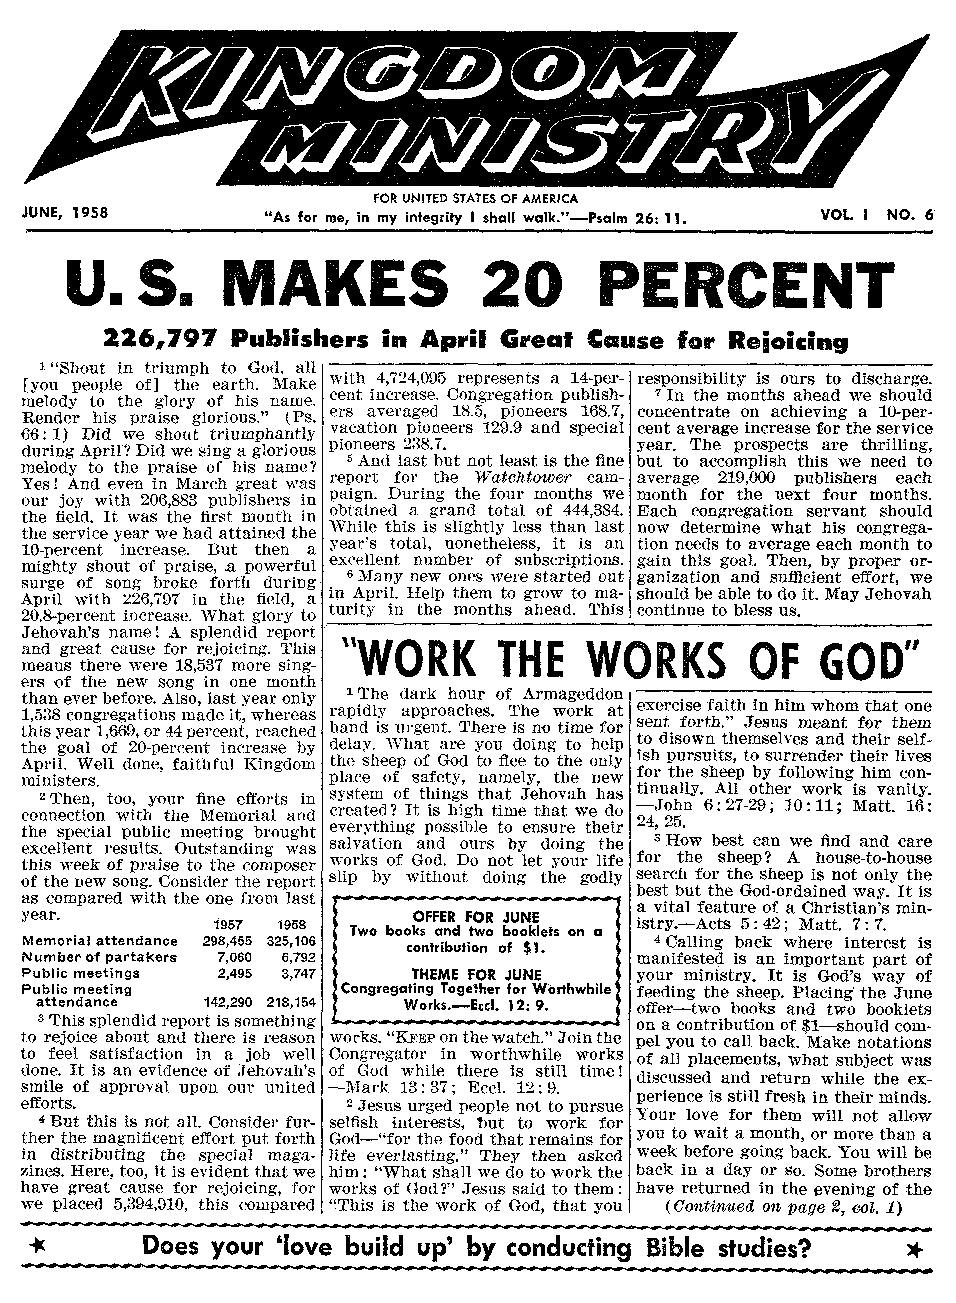 KINGDOM
MINISTRY
FOR UNITED STATES OF AMERICA
JUNE, 1958
"As for me, in my integrity I shall walk."—Psalm 26: 11.
VOL. I NO. 6
U. S. MAKES 20 PERCENT
226,797 Publishers in April Great Cause for Rejoicing
1 "Shout in triumph to God, all
[you people of] the earth. Make
melody to the glory of his name.
Render his praise glorious." (Ps.
66: 1) Did we shout triumphantly
during April? Did we sing a glorious
melody to the praise of his name?
Yes! And even in March great was
our joy with 206,883 publishers in
the field. It was the first month in
the service year we had attained the
10-percent increase. But then a
mighty shout of praise, a powerful
surge of song broke forth during
April with 226,797 in the field, a
20.8-percent increase. What glory to
Jehovah's name! A splendid report
and great cause for rejoicing. This
means there were 18,537 more sing-
ers of the new song in one month
than ever before. Also, last year only
1,538 congregations made it, whereas
this year 1,669, or 44 percent, reached
the goal of 20-percent increase by
April. Well done, faithful Kingdom
ministers.
2 Then, too, your fine efforts in
connection with the Memorial and
the special public meeting brought
excellent results. Outstanding was
this week of praise to the composer
of the new song. Consider the report
as compared with the one from last
year.
1957 1958
Memorial attendance 298,455 325,106
Number of partakers 7,060 6,792
Public meetings 2,495 3,747
Public meeting
attendance 142,290 218,154
3 This splendid report is something
to rejoice about and there is reason
to feel satisfaction in a job well
done. It is an evidence of Jehovah's
smile of approval upon our united
efforts.
4 But this is not all. Consider fur-
ther the magnificent effort put forth
in distributing the special maga-
zines. Here, too, it is evident that we
have great cause for rejoicing, for
we placed 5,394,910, this compared
with 4,724,095 represents a 14-per-
cent increase. Congregation publish-
ers averaged 18.5, pioneers 168.7,
vacation pioneers 129.9 and special
pioneers 238.7.
5 And last but not least is the fine
report for the Watchtower cam-
paign. During the four months we
obtained a grand total of 444,384.
While this is slightly less than last
year's total, nonetheless, it is an
excellent number of subscriptions.
6 Many new ones were started out
in April. Help them to grow to ma-
turity in the months ahead. This
responsibility is ours to discharge.
7 In the months ahead we should
concentrate on achieving a 10-per-
cent average increase for the service
year. The prospects are thrilling,
but to accomplish this we need to
average 219,000 publishers each
month for the next four months.
Each congregation servant should
now determine what his congrega-
tion needs to average each month to
gain this goal. Then, by proper or-
ganization and sufficient effort, we
should be able to do it. May Jehovah
continue to bless us.
"WORK THE WORKS OF GOD"
1 The dark hour of Armageddon
rapidly approaches. The work at
hand is urgent. There is no time for
delay. What are you doing to help
the sheep of God to flee to the only
place of safety, namely, the new
system of things that Jehovah has
created? It is high time that we do
everything possible to ensure their
salvation and ours by doing the
works of God. Do not let your life
slip by without doing the godly
OFFER FOR JUNE
Two books and two booklets on a
contribution of $1.
THEME FOR JUNE
Congregating Together for Worthwhile
Works.—Eccl. 12: 9.
works. "KEEP on the watch." Join the
Congregator in worthwhile works
of God while there is still time!
—Mark 13: 37; Eccl. 12: 9.
2 Jesus urged people not to pursue
selfish interests, but to work for
God—"for the food that remains for
life everlasting." They then asked
him: "What shall we do to work the
works of God?" Jesus said to them:
"This is the work of God, that you
exercise faith in him whom that one
sent forth." Jesus meant for them
to disown themselves and their self-
ish pursuits, to surrender their lives
for the sheep by following him con-
tinually. All other work is vanity.
—John 6: 27-29; 10: 11; Matt. 16:
24, 25.
3 How best can we find and care
for the sheep? A house-to-house
search for the sheep is not only the
best but the God-ordained way. It is
a vital feature of a Christian's min-
istry.—Acts 5: 42; Matt. 7: 7.
4 Calling back where interest is
manifested is an important part of
your ministry. It is God's way of
feeding the sheep. Placing the June
offer—two books and two booklets
on a contribution of $1—should com-
pel you to call back. Make notations
of all placements, what subject was
discussed and return while the ex-
perience is still fresh in their minds.
Your love for them will not allow
you to wait a month, or more than a
week before going back. You will be
back in a day or so. Some brothers
have returned in the evening of the
(Continued on page 2, col. 1)
★ Does your 'love build up' by conducting Bible studies? ★